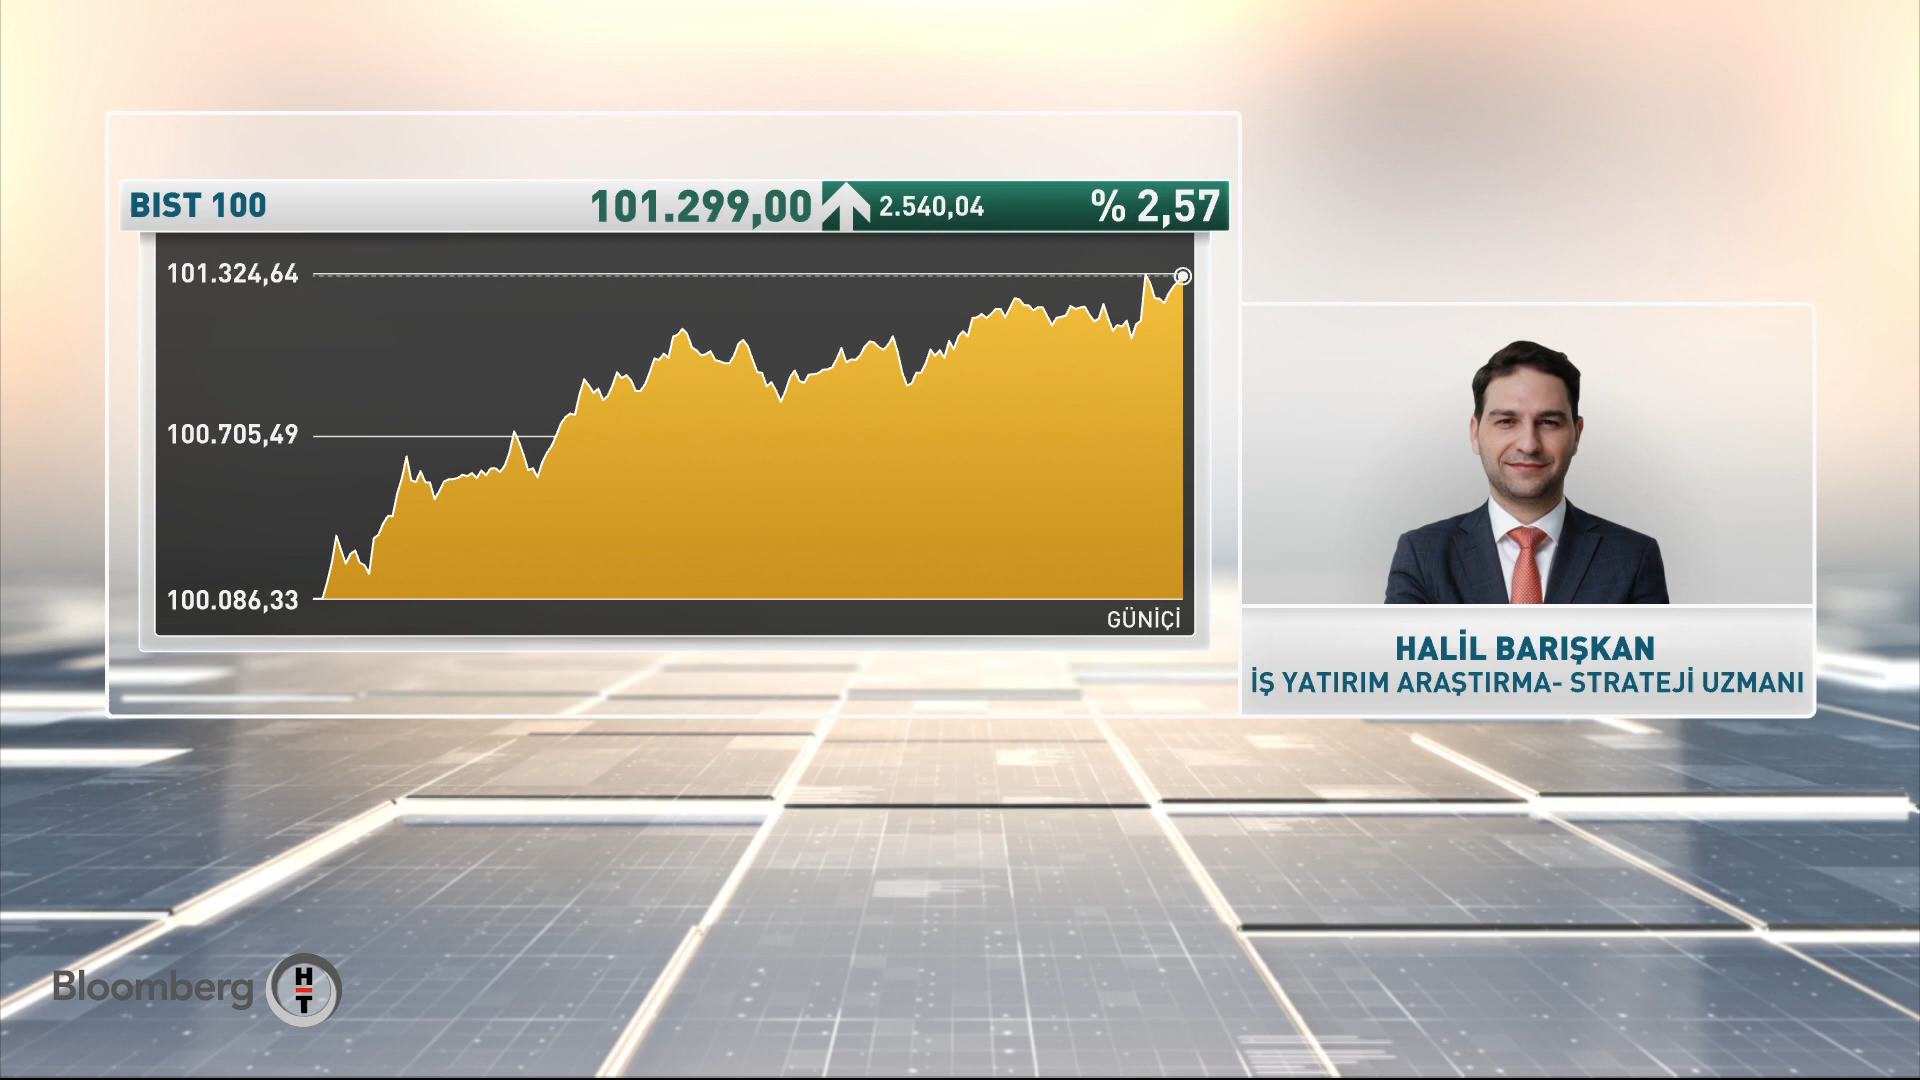 BIST 100 101.299,00 2.540,04 % 2,57
101.324,64
100.705,49
100.086,33
GÜNİÇİ
HALİL BARIŞKAN
İŞ YATIRIM ARAŞTIRMA- STRATEJİ UZMANI
Bloomberg HT